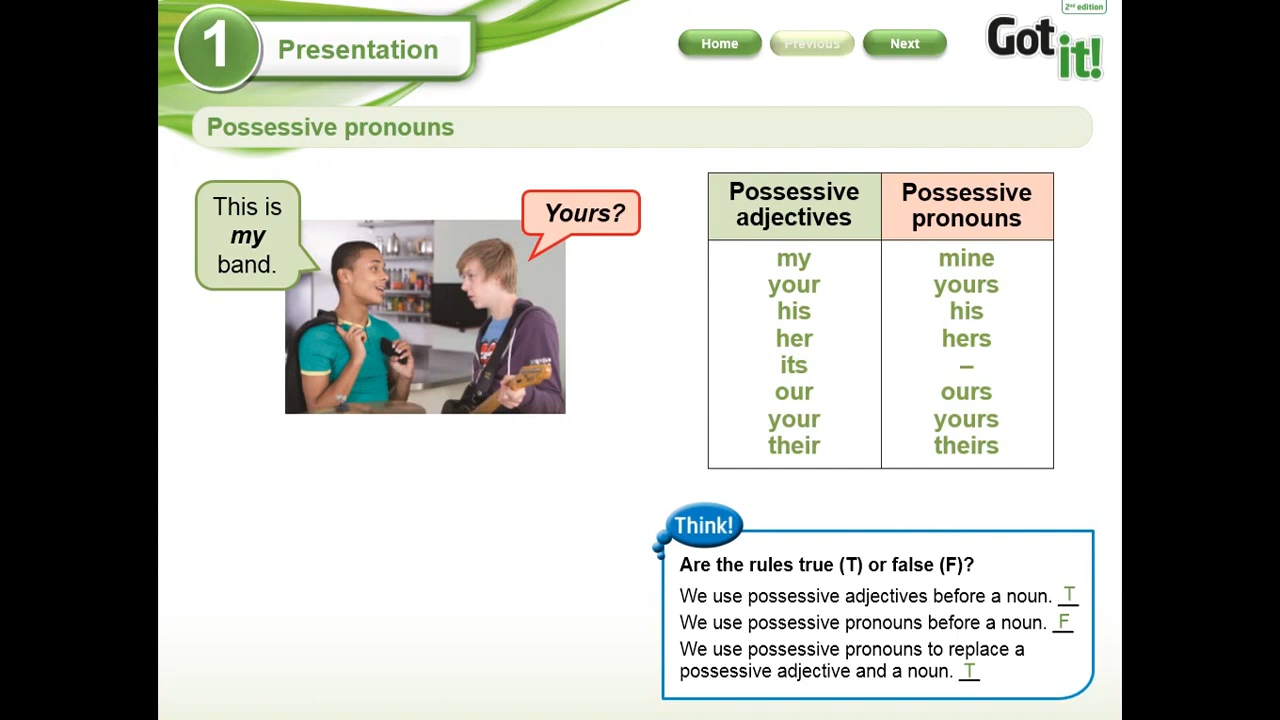 2nd edition
1
Presentation
Home
Previous
Next
Got it!
Possessive pronouns
This is
my
band.
Yours?
Possessive adjectives
Possessive pronouns
my mine
your yours
his his
her hers
its –
our ours
your yours
their theirs
Think!
Are the rules true (T) or false (F)?
We use possessive adjectives before a noun. T
We use possessive pronouns before a noun. F
We use possessive pronouns to replace a
possessive adjective and a noun. T